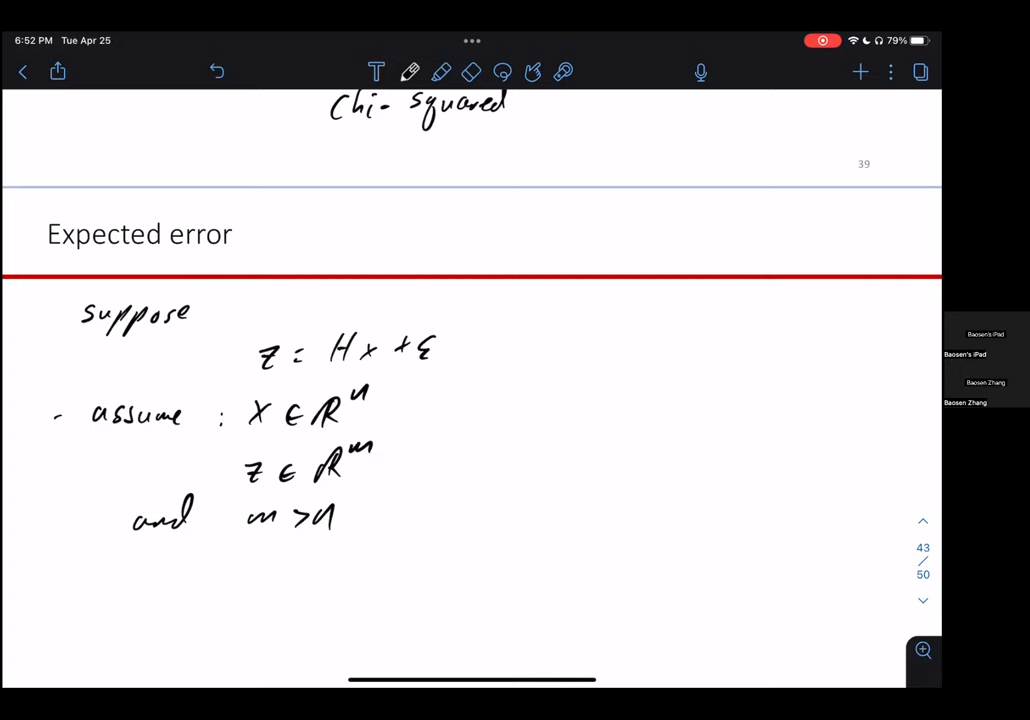 6:52 PM Tue Apr 25
79%
Chi-squared
39
Expected error
suppose
z = Hx + ε
- assume : x ∈ ℝⁿ
z ∈ ℝᵐ
and m > n
43
/
50
Baosen's iPad
Baosen's iPad
Baosen Zhang
Baosen Zhang